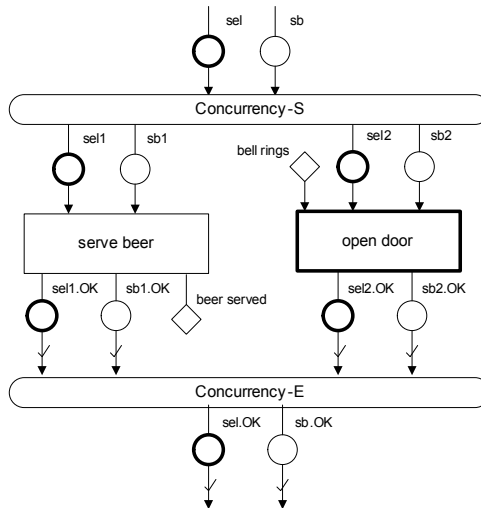 sel
sb
Concurrency-S
sel1
sb1
bell rings
sel2
sb2
serve beer
open door
sel1.OK
sb1.OK
beer served
sel2.OK
sb2.OK
Concurrency-E
sel.OK
sb.OK